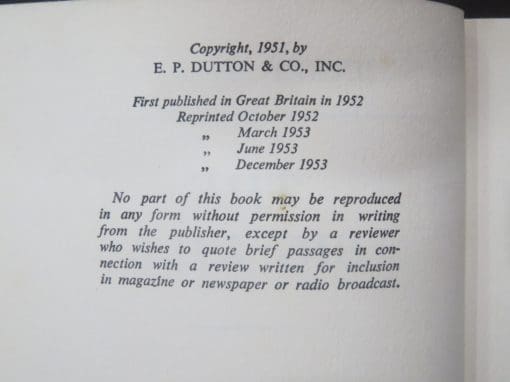 Copyright, 1951, by
E. P. DUTTON & CO., INC.
First published in Great Britain in 1952
Reprinted October 1952
„ March 1953
„ June 1953
„ December 1953
No part of this book may be reproduced
in any form without permission in writing
from the publisher, except by a reviewer
who wishes to quote brief passages in con-
nection with a review written for inclusion
in magazine or newspaper or radio broadcast.